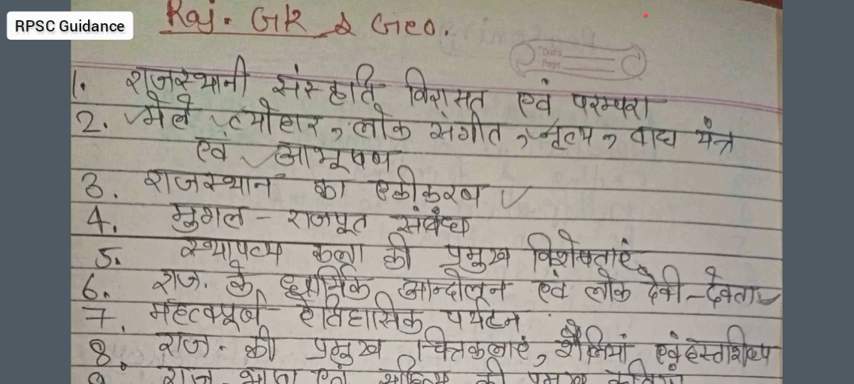 RPSC Guidance
Raj. GK & Geo.
1. राजस्थानी संस्कृति, विरासत एवं परम्परा
2. मेले, त्योहार, लोक संगीत, नृत्य, वाद्य यंत्र
एवं आभूषण
3. राजस्थान का एकीकरण
4. मुगल - राजपूत संबंध
5. स्थापत्य कला की प्रमुख विशेषताएं
6. राज. के धार्मिक आन्दोलन एवं लोक देवी-देवता
7. महत्वपूर्ण ऐतिहासिक पर्यटन
8. राज. की प्रमुख चित्रकलाएं, शैलियां एवं हस्तशिल्प